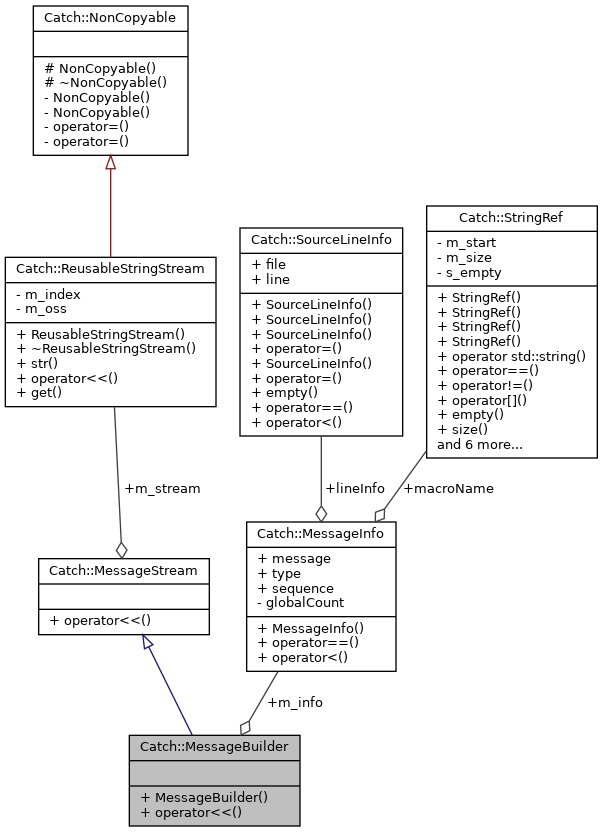 Catch::NonCopyable
# NonCopyable()
# ~NonCopyable()
- NonCopyable()
- NonCopyable()
- operator=()
- operator=()
Catch::ReusableStringStream
- m_index
- m_oss
+ ReusableStringStream()
+ ~ReusableStringStream()
+ str()
+ operator<<()
+ get()
Catch::SourceLineInfo
+ file
+ line
+ SourceLineInfo()
+ SourceLineInfo()
+ SourceLineInfo()
+ operator=()
+ SourceLineInfo()
+ operator=()
+ empty()
+ operator==()
+ operator<()
Catch::StringRef
- m_start
- m_size
- s_empty
+ StringRef()
+ StringRef()
+ StringRef()
+ StringRef()
+ operator std::string()
+ operator==()
+ operator!=()
+ operator[]()
+ empty()
+ size()
and 6 more...
+m_stream
+lineInfo
+macroName
Catch::MessageStream
+ operator<<()
Catch::MessageInfo
+ message
+ type
+ sequence
- globalCount
+ MessageInfo()
+ operator==()
+ operator<()
+m_info
Catch::MessageBuilder
+ MessageBuilder()
+ operator<<()